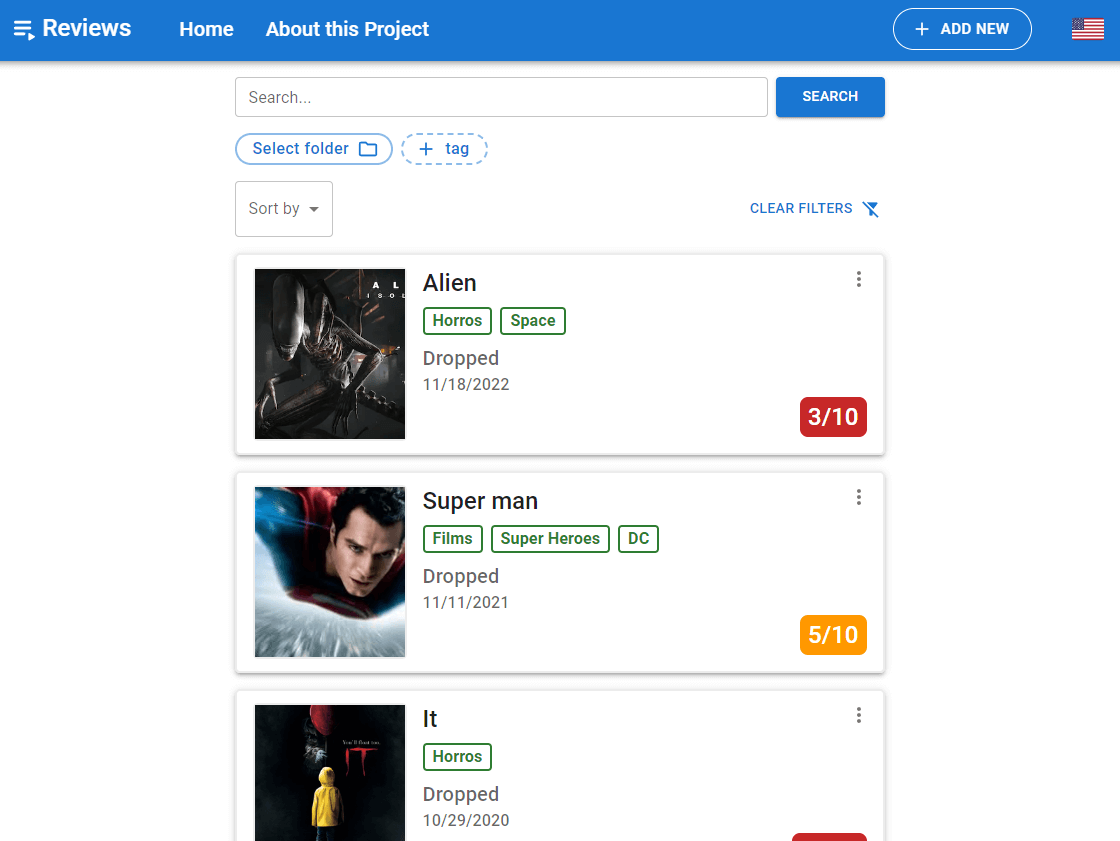 Reviews
Home
About this Project
+ ADD NEW
Search...
SEARCH
Select folder
+ tag
Sort by
CLEAR FILTERS
Alien
Horros
Space
Dropped
11/18/2022
3/10
A L
I S O L
Super man
Films
Super Heroes
DC
Dropped
11/11/2021
5/10
It
Horros
Dropped
10/29/2020
You'll float too.
IT